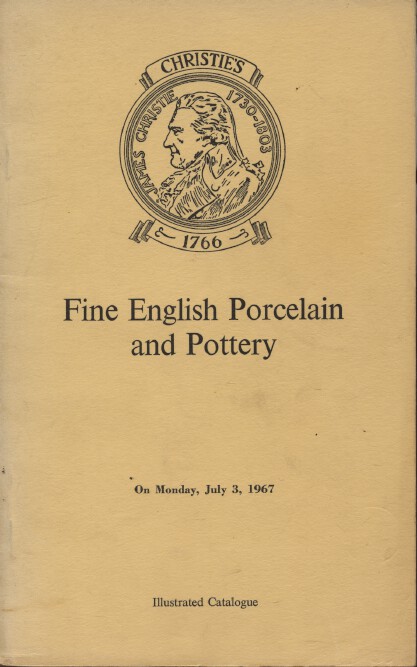 CHRISTIE'S
JAMES CHRISTIE 1730-1803
1766
Fine English Porcelain
and Pottery
On Monday, July 3, 1967
Illustrated Catalogue